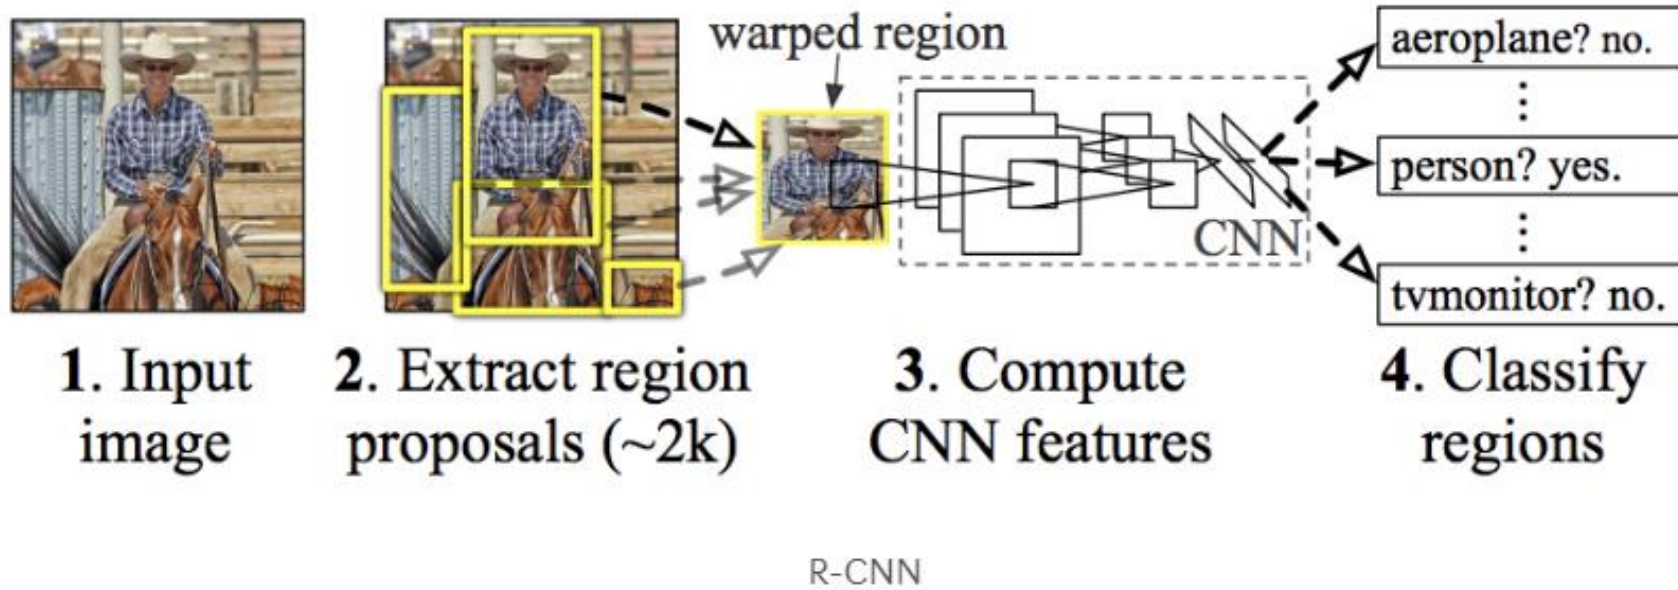 warped region
aeroplane? no.
person? yes.
CNN
tvmonitor? no.
1. Input
image
2. Extract region
proposals (~2k)
3. Compute
CNN features
4. Classify
regions
R-CNN